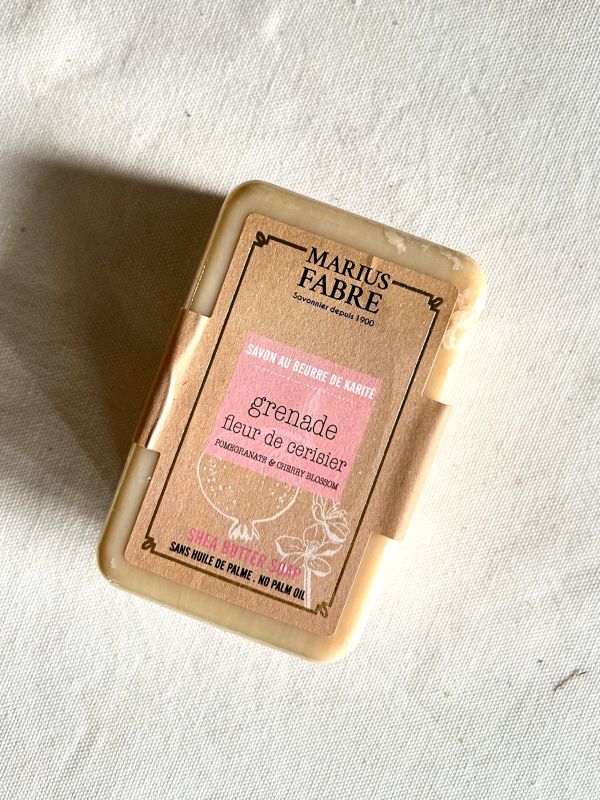 MARIUS
FABRE
Savonnier depuis 1900
SAVON AU BEURRE DE KARITÉ
grenade
fleur de cerisier
POMEGRANATE & CHERRY BLOSSOM
SHEA BUTTER SOAP
SANS HUILE DE PALME . NO PALM OIL